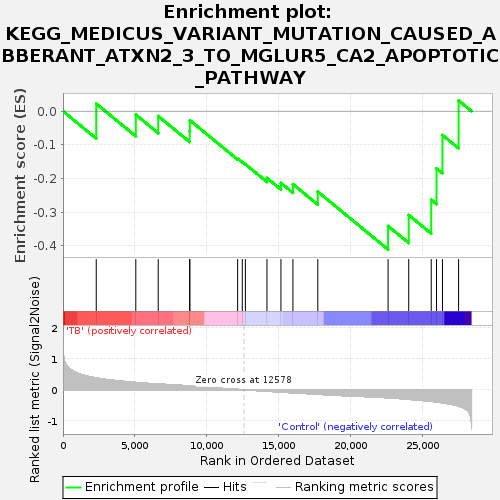 Enrichment plot:
KEGG_MEDICUS_VARIANT_MUTATION_CAUSED_A
BBERANT_ATXN2_3_TO_MGLUR5_CA2_APOPTOTIC
_PATHWAY
Enrichment score (ES)
0.0
-0.1
-0.2
-0.3
-0.4
'TB' (positively correlated)
Ranked list metric (Signal2Noise)
2
1
0
-1
Zero cross at 12578
'Control' (negatively correlated)
0
5,000
10,000
15,000
20,000
25,000
Rank in Ordered Dataset
Enrichment profile
Hits
Ranking metric scores